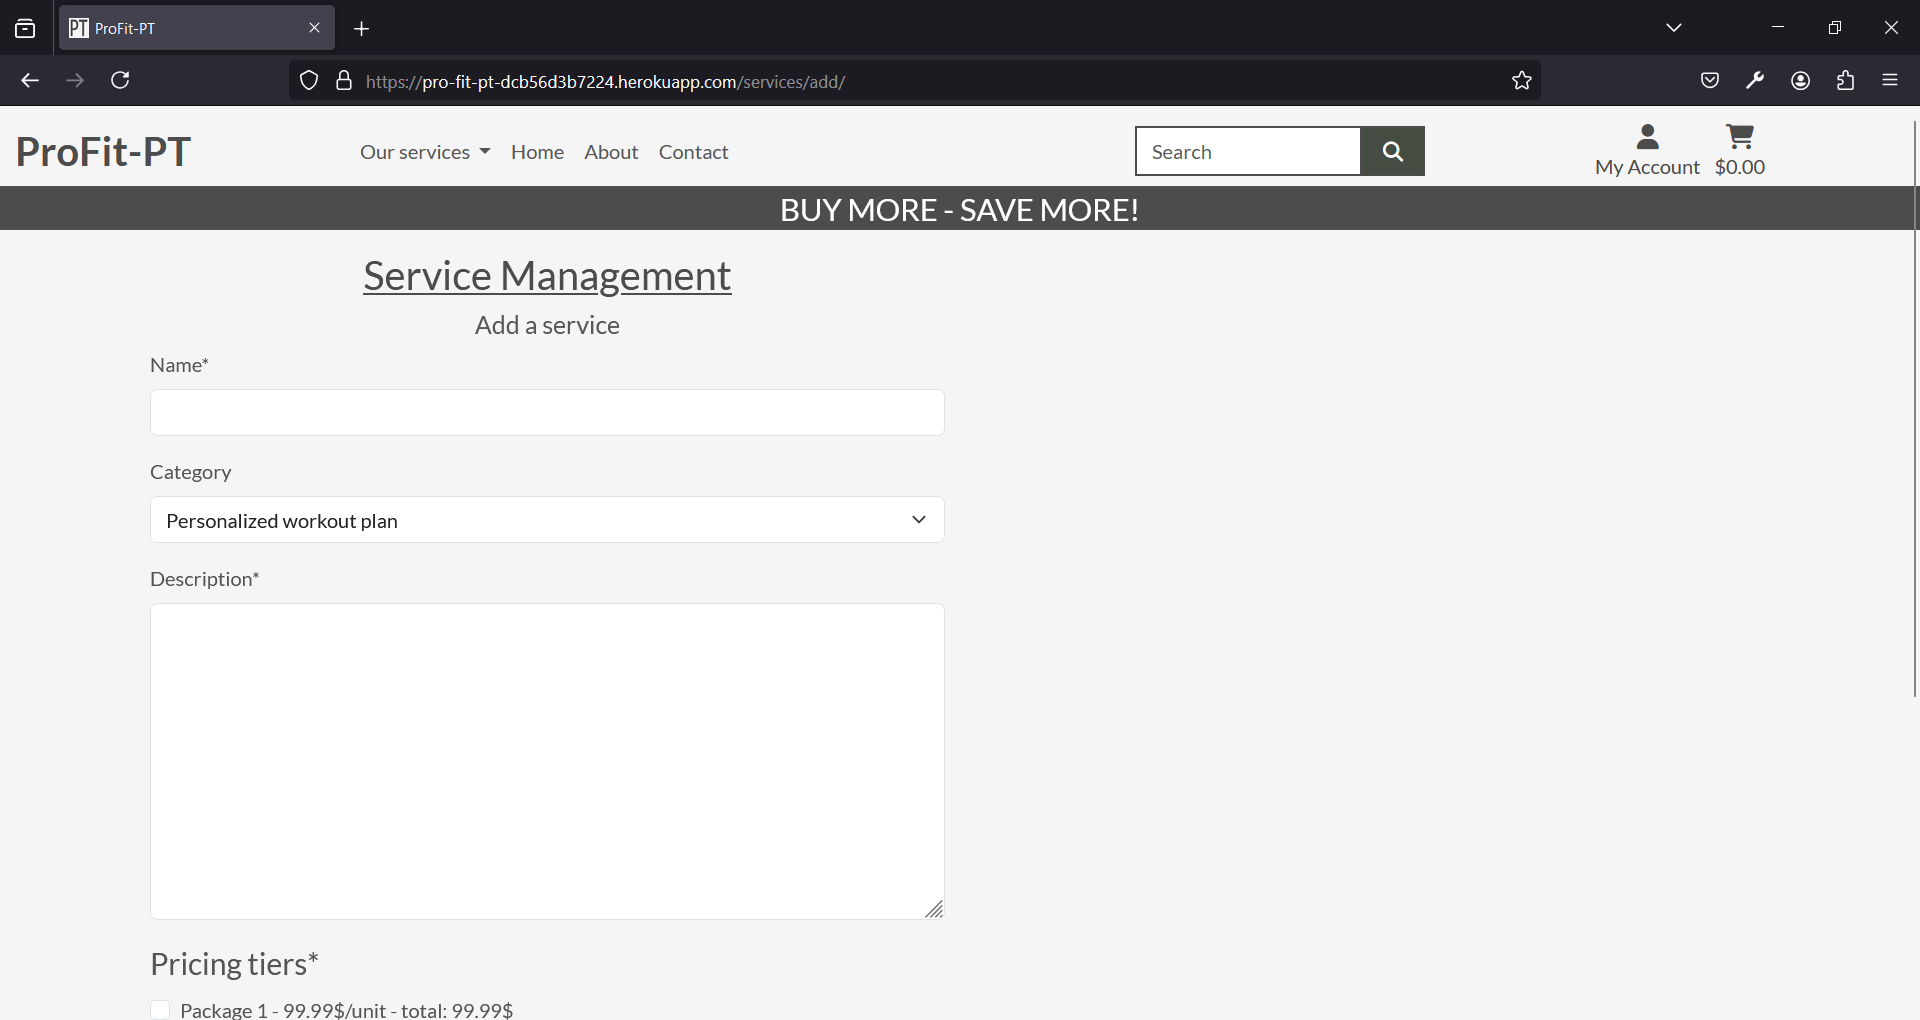 PT ProFit-PT
https://pro-fit-pt-dcb56d3b7224.herokuapp.com/services/add/
ProFit-PT
Our services
Home
About
Contact
Search
My Account
$0.00
BUY MORE - SAVE MORE!
Service Management
Add a service
Name*
Category
Personalized workout plan
Description*
Pricing tiers*
Package 1 - 99.99$/unit - total: 99.99$